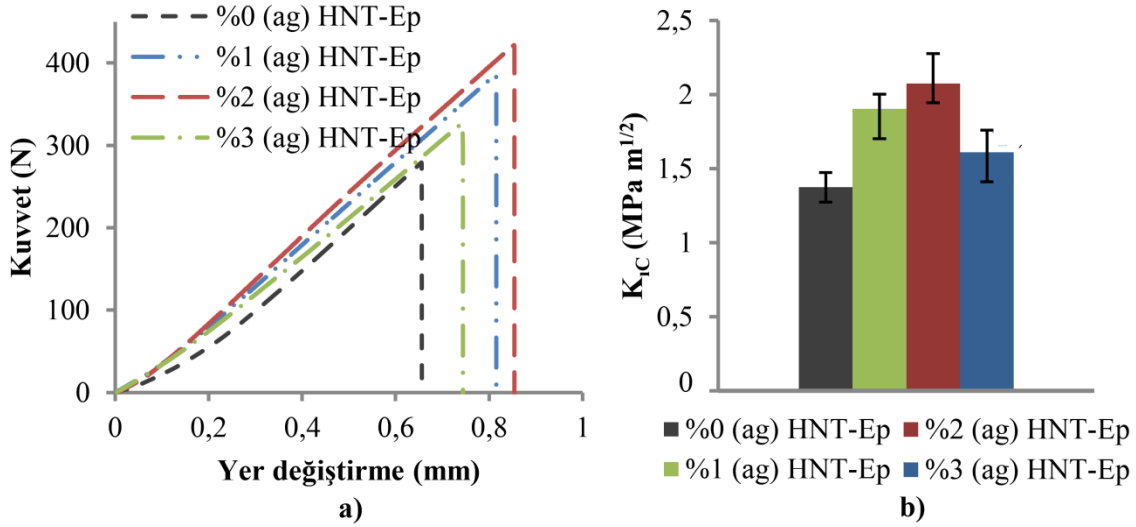 %0 (ag) HNT-Ep
%1 (ag) HNT-Ep
%2 (ag) HNT-Ep
%3 (ag) HNT-Ep
400
300
200
100
0
Kuvvet (N)
0 0,2 0,4 0,6 0,8 1
Yer değiştirme (mm)
a)
2,5
2
1,5
1
0,5
0
K_IC (MPa m^1/2)
%0 (ag) HNT-Ep %2 (ag) HNT-Ep
%1 (ag) HNT-Ep %3 (ag) HNT-Ep
b)